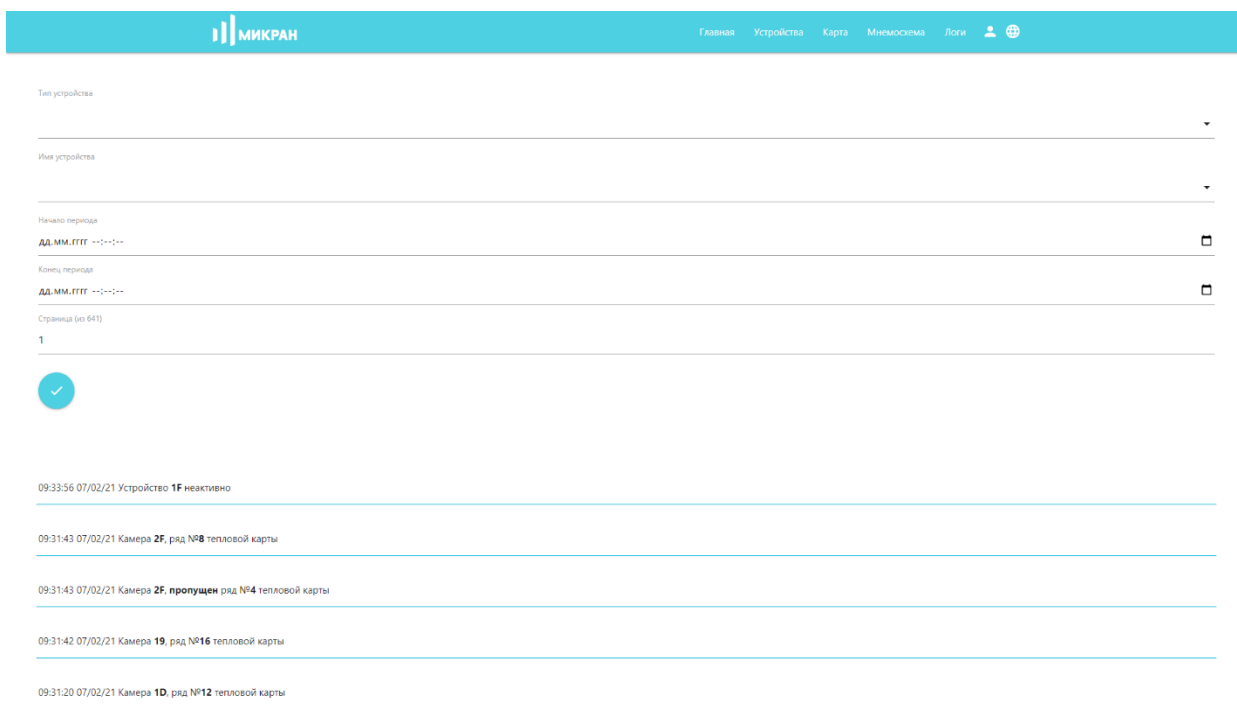 МИКРАН Главная Устройства Карта Мнемосхема Логи
Тип устройства
Имя устройства
Начало периода
дд.мм.гггг --:--:--
Конец периода
дд.мм.гггг --:--:--
Страница (из 641)
1
09:33:56 07/02/21 Устройство 1F неактивно
09:31:43 07/02/21 Камера 2F, ряд №8 тепловой карты
09:31:43 07/02/21 Камера 2F, пропущен ряд №4 тепловой карты
09:31:42 07/02/21 Камера 19, ряд №16 тепловой карты
09:31:20 07/02/21 Камера 1D, ряд №12 тепловой карты